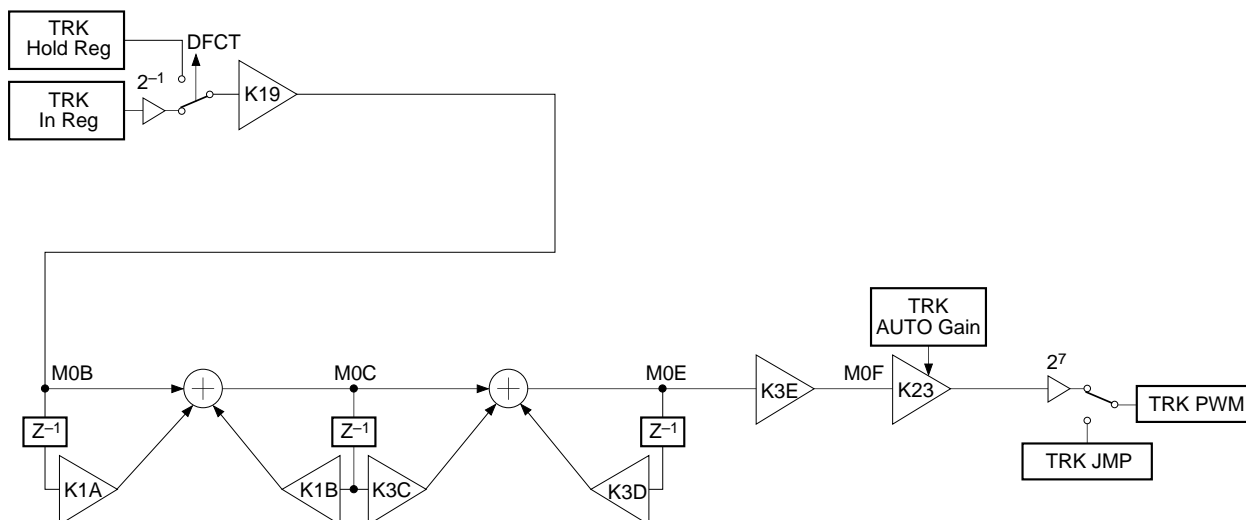 TRK
Hold Reg
DFCT
2–1
TRK
In Reg
K19
TRK
AUTO Gain
M0B
M0C
M0E
K3E
M0F
K23
27
TRK PWM
Z–1
Z–1
Z–1
TRK JMP
K1A
K1B
K3C
K3D